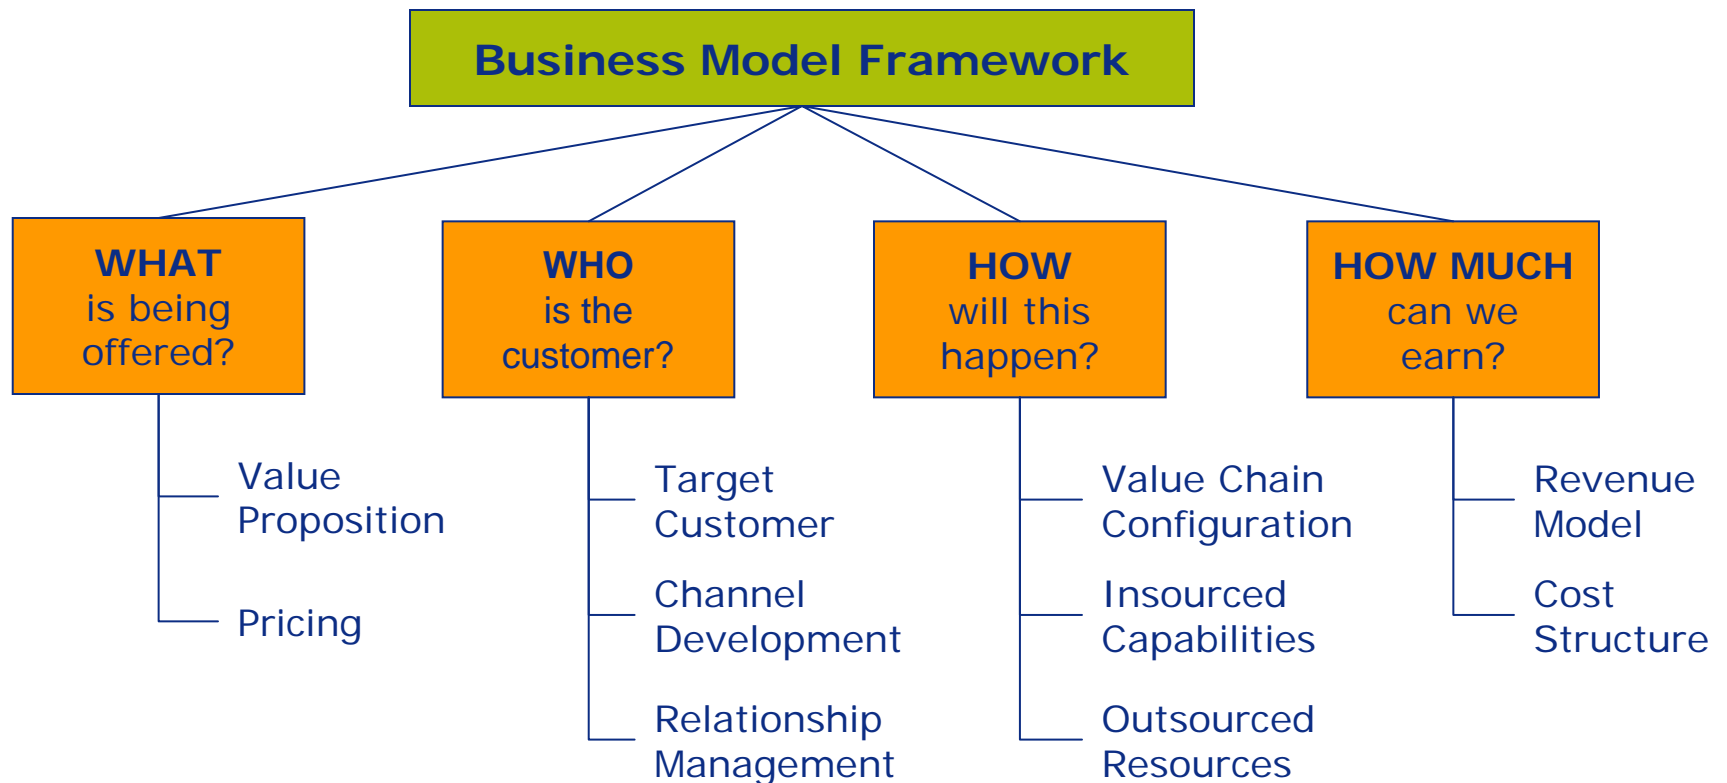 Business Model Framework
WHAT
is being
offered?
Value
Proposition
Pricing
WHO
is the
customer?
Target
Customer
Channel
Development
Relationship
Management
HOW
will this
happen?
Value Chain
Configuration
Insourced
Capabilities
Outsourced
Resources
HOW MUCH
can we
earn?
Revenue
Model
Cost
Structure